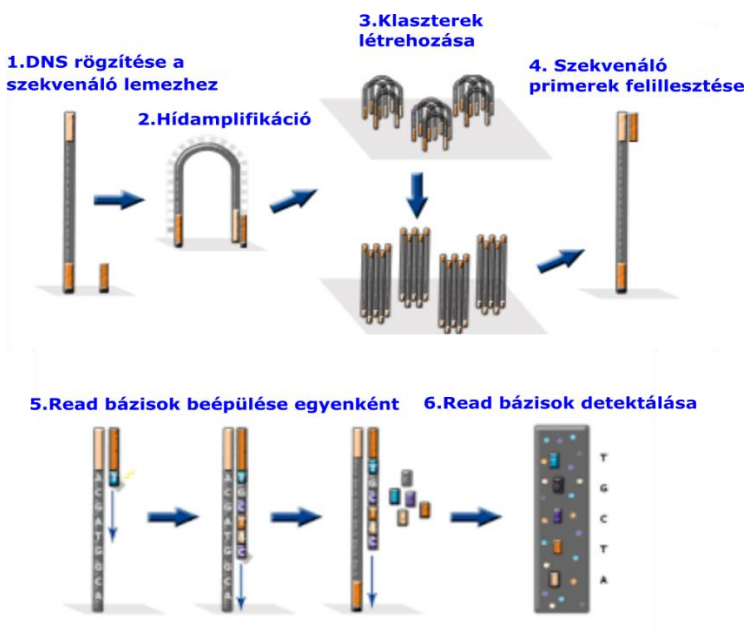 1.DNS rögzítése a
szekvenáló lemezhez
2.Hídamplifikáció
3.Klaszterek
létrehozása
4. Szekvenáló
primerek felillesztése
5.Read bázisok beépülése egyenként
6.Read bázisok detektálása
A
C
G
A
T
G
G
C
A
T
A
C
G
A
T
G
G
C
A
T
G
C
T
A
C
T
G
C
T
A
C
T
G
C
T
A